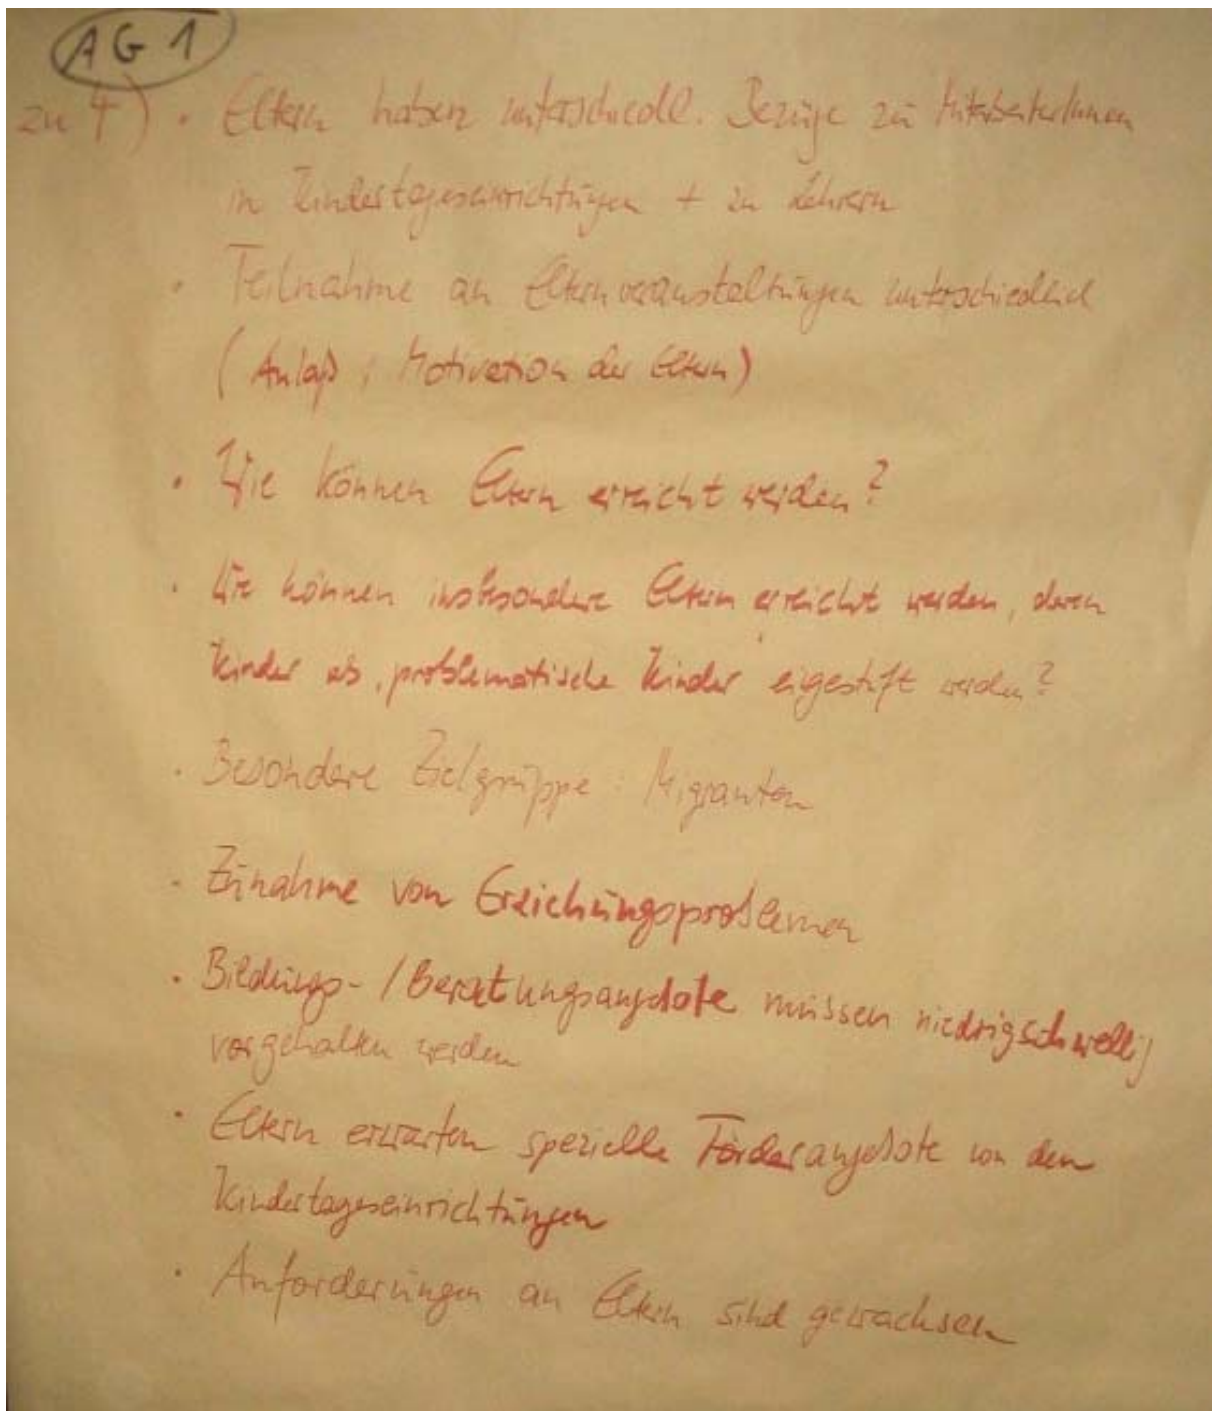 AG 1
zu 4) • Eltern haben unterschiedl. Bezüge zu MitarbeiterInnen
in Kindertageseinrichtungen + zu Lehrern
• Teilnahme an Elternveranstaltungen unterschiedlich
(Anlaß, Motivation der Eltern)
• Wie können Eltern erreicht werden?
• Wie können insbesondere Eltern erreicht werden, deren
Kinder als "problematische Kinder" eigestuft werden?
• Besondere Zielgruppe: Migranten
• Zunahme von Erziehungsproblemen
• Bildungs-/Beratungsangebote müssen niedrigschwellig
vorgehalten werden
• Eltern erwarten spezielle Förderangebote von den
Kindertageseinrichtungen
• Anforderungen an Eltern sind gewachsen